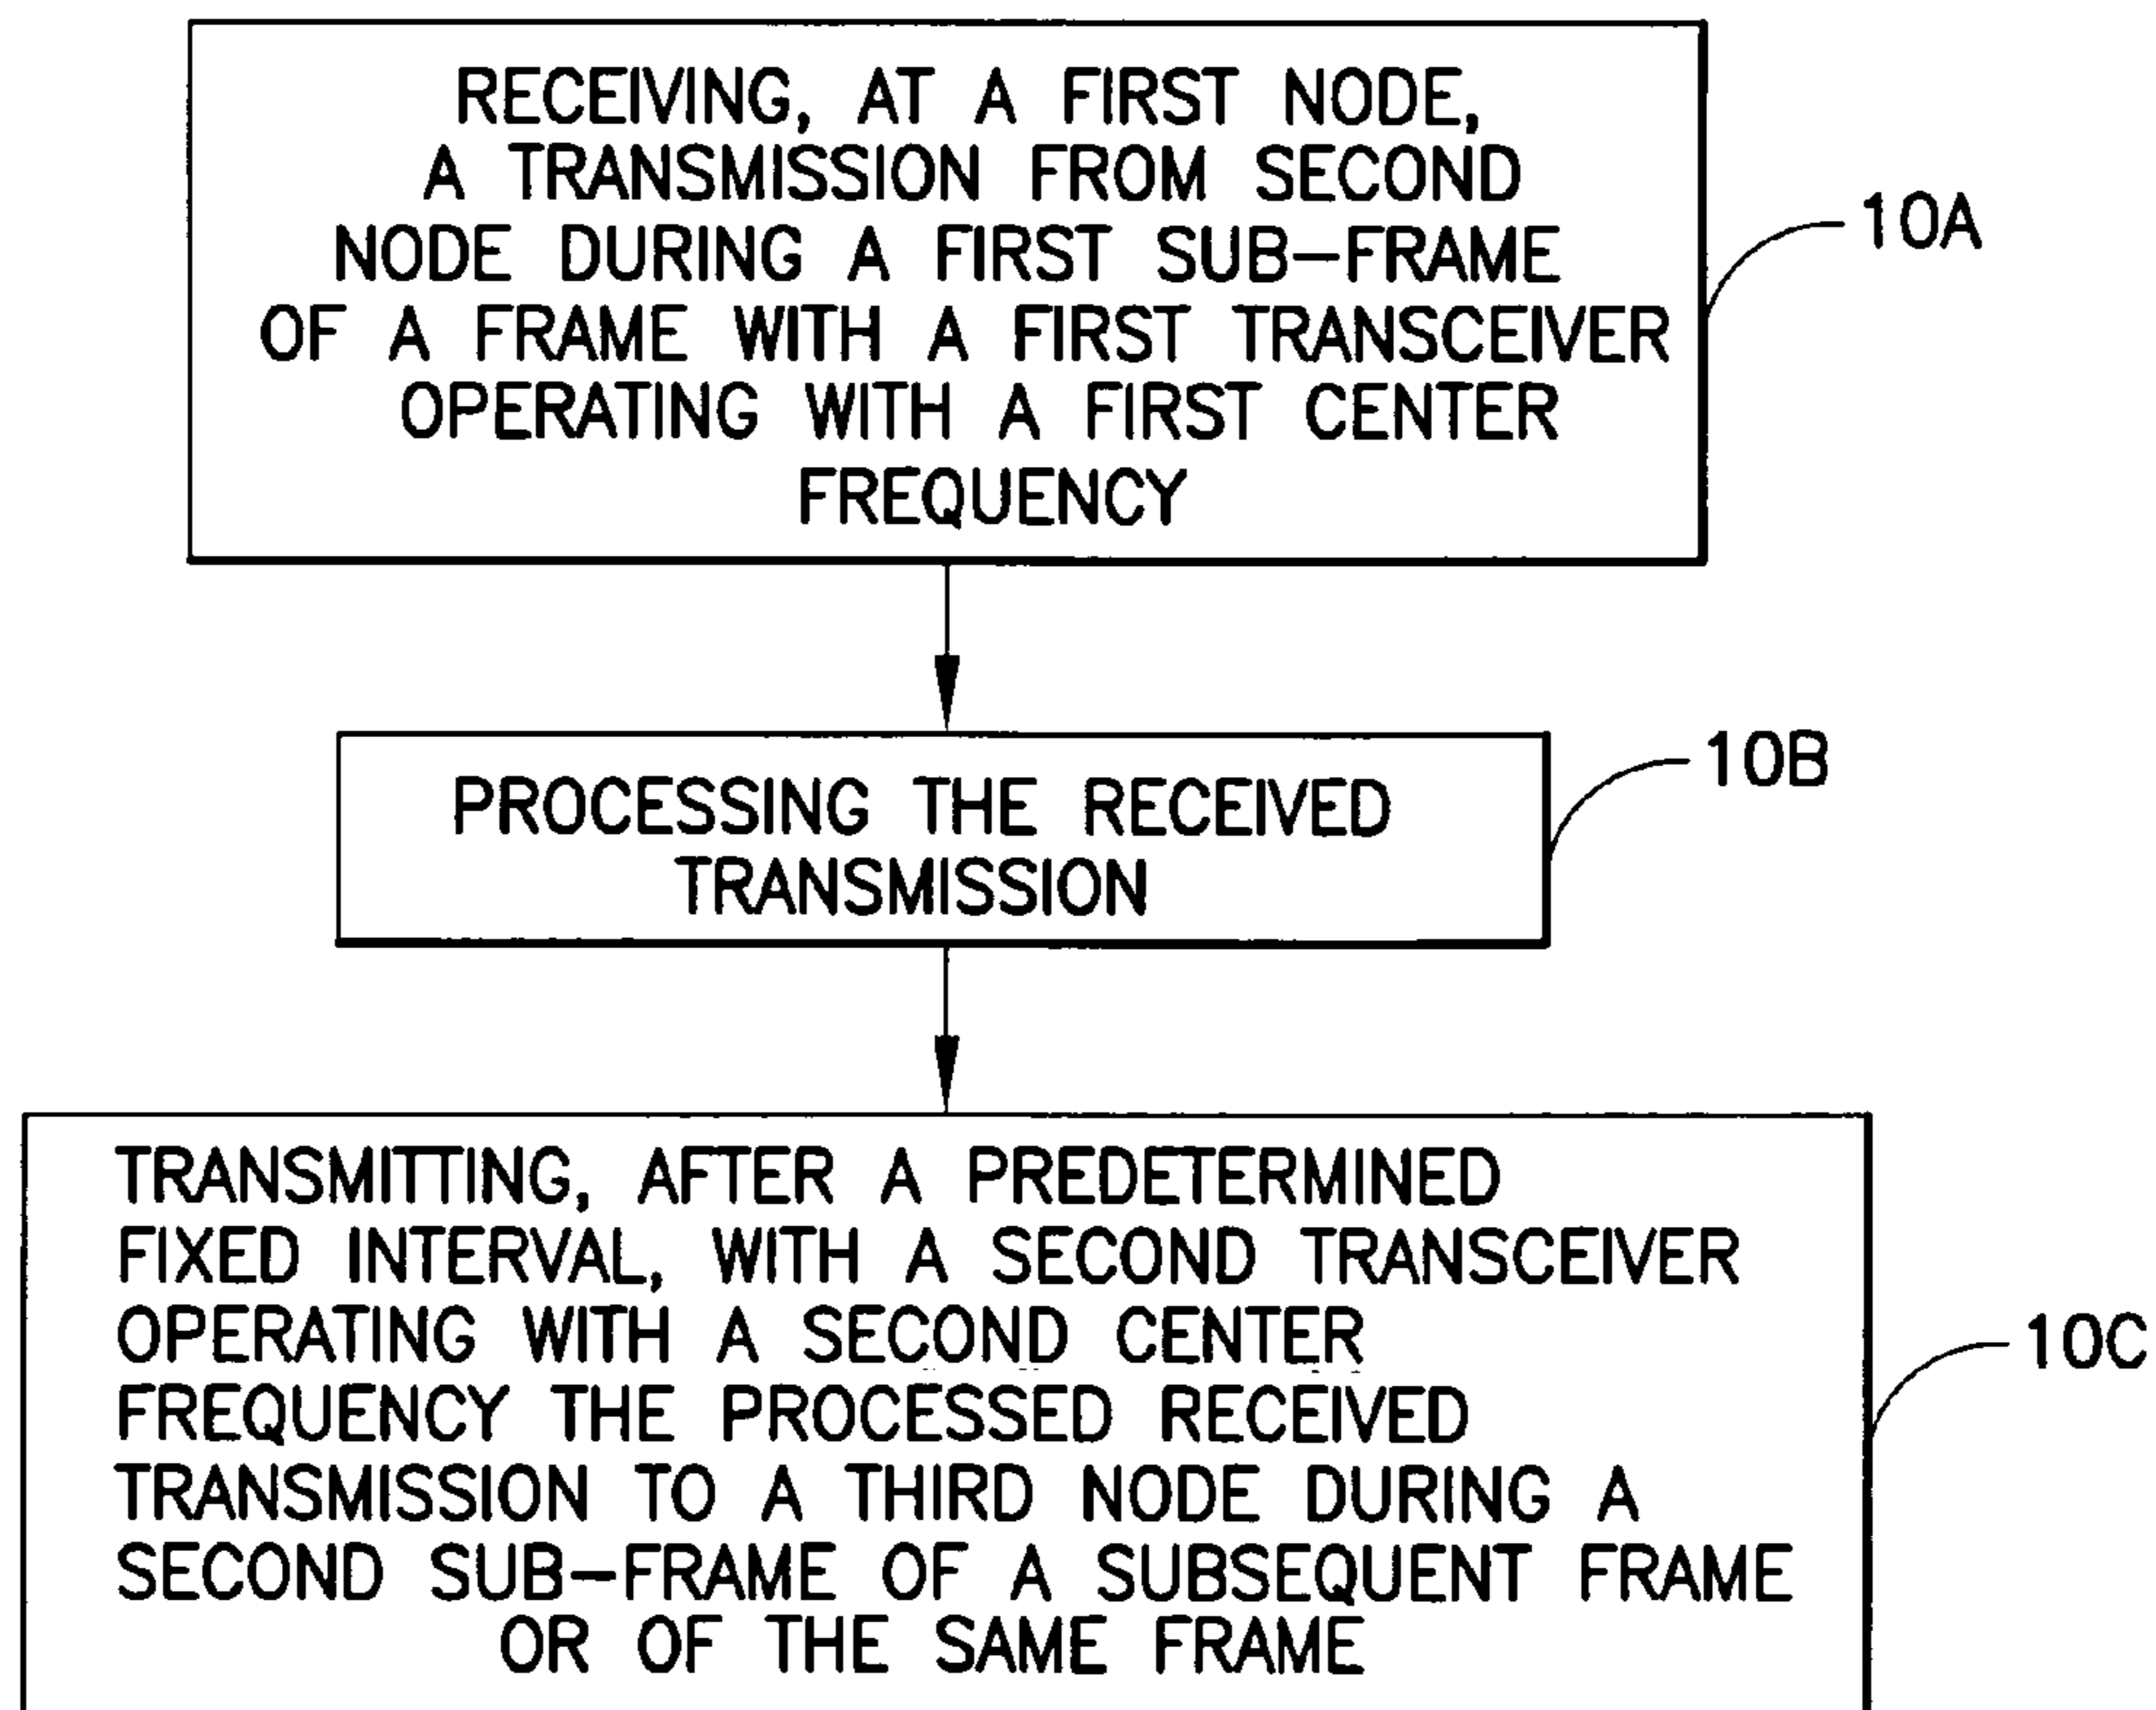 RECEIVING, AT A FIRST NODE,
A TRANSMISSION FROM SECOND
NODE DURING A FIRST SUB-FRAME
OF A FRAME WITH A FIRST TRANSCEIVER
OPERATING WITH A FIRST CENTER
FREQUENCY
10A
PROCESSING THE RECEIVED
TRANSMISSION
10B
TRANSMITTING, AFTER A PREDETERMINED
FIXED INTERVAL, WITH A SECOND TRANSCEIVER
OPERATING WITH A SECOND CENTER
FREQUENCY THE PROCESSED RECEIVED
TRANSMISSION TO A THIRD NODE DURING A
SECOND SUB-FRAME OF A SUBSEQUENT FRAME
OR OF THE SAME FRAME
10C